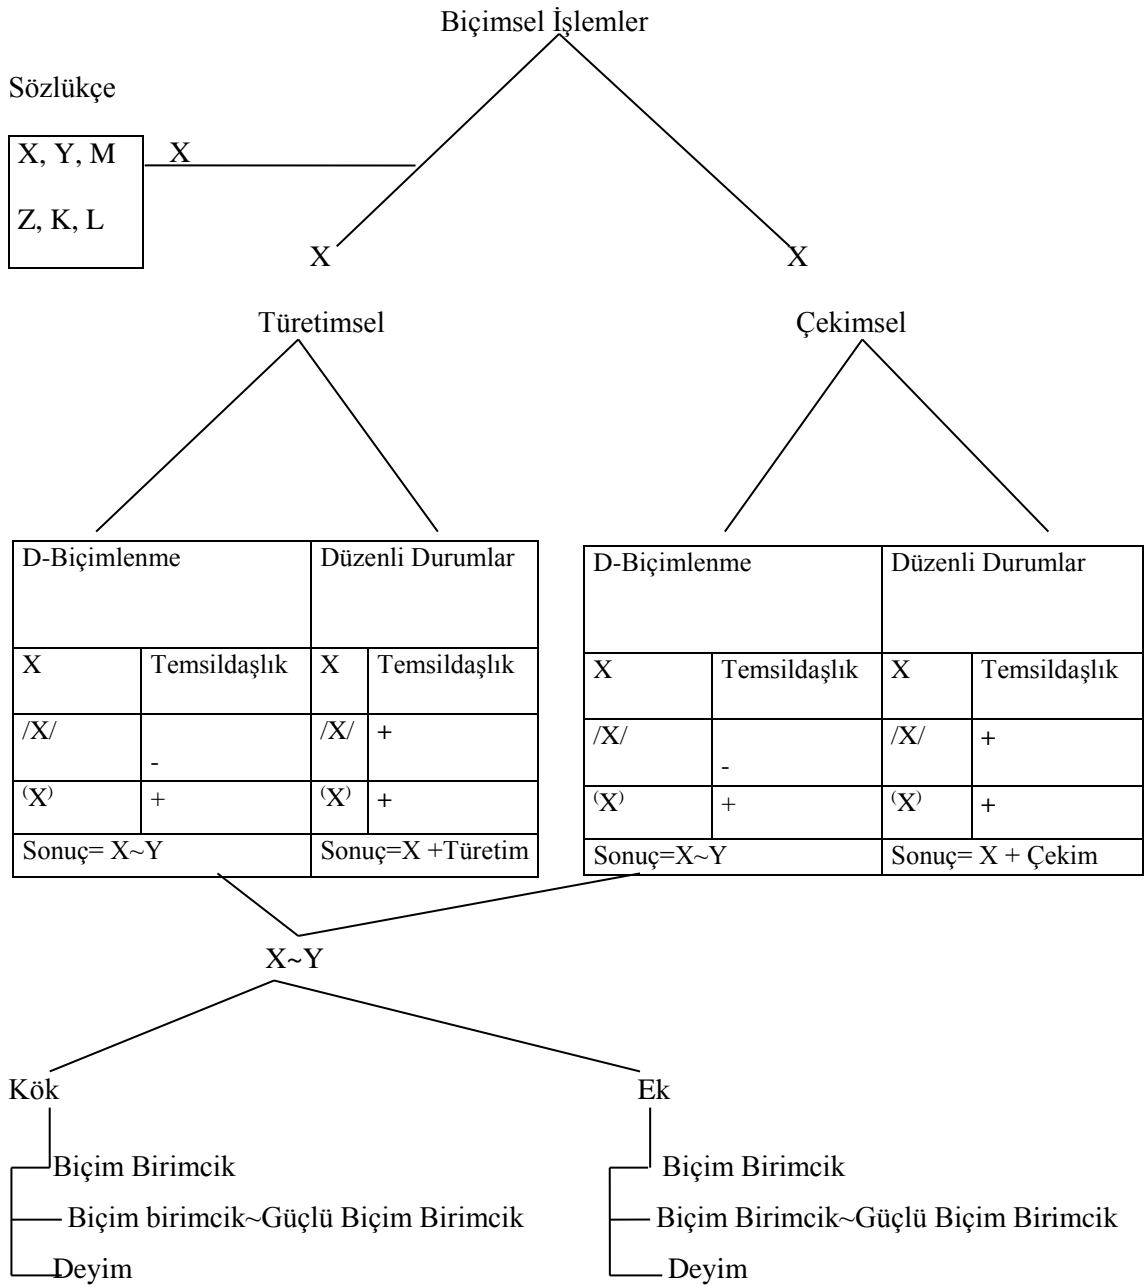 Biçimsel İşlemler
Sözlükçe
X, Y, M
X
Z, K, L
X X
Türetimsel Çekimsel
D-Biçimlenme Düzenli Durumlar D-Biçimlenme Düzenli Durumlar
X Temsildaşlık X Temsildaşlık X Temsildaşlık X Temsildaşlık
/X/ - /X/ + /X/ - /X/ +
(X) + (X) + (X) + (X) +
Sonuç= X~Y Sonuç=X +Türetim Sonuç=X~Y Sonuç= X + Çekim
X~Y
Kök Ek
Biçim Birimcik Biçim Birimcik
Biçim birimcik~Güçlü Biçim Birimcik Biçim Birimcik~Güçlü Biçim Birimcik
Deyim Deyim